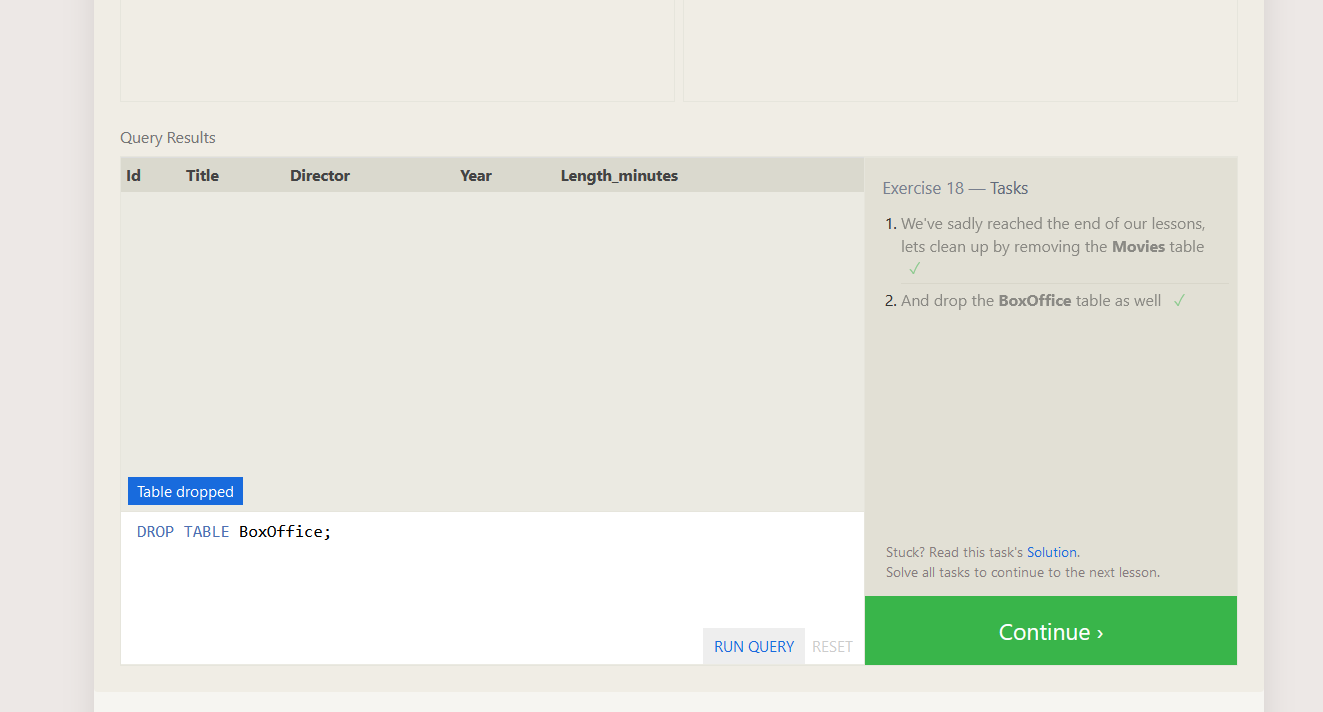 Query Results
Id Title Director Year Length_minutes
Table dropped
DROP TABLE BoxOffice;
RUN QUERY RESET
Exercise 18 — Tasks
1. We've sadly reached the end of our lessons,
lets clean up by removing the Movies table
✓
2. And drop the BoxOffice table as well ✓
Stuck? Read this task's Solution.
Solve all tasks to continue to the next lesson.
Continue ›